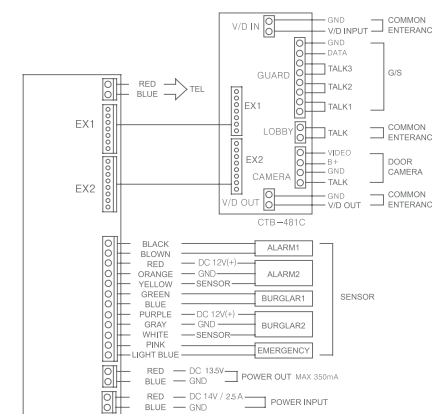 V/D IN
GND
COMMON
V/D INPUT
ENTERANC
GND
DATA
TALK3
GUARD
G/S
TALK2
TALK1
RED
BLUE
TEL
EX1
EX1
LOBBY
TALK
COMMON
ENTERANC
VIDEO
EX2
B+
DOOR
CAMERA
GND
CAMERA
TALK
EX2
GND
COMMON
V/D OUT
V/D OUT
ENTERANC
CTB-481C
BLACK
ALARM1
BLOWN
RED DC 12V(+)
ORANGE GND ALARM2
YELLOW SENSOR
GREEN
BURGLAR1
SENSOR
BLUE
PURPLE DC 12V(+)
GRAY GND BURGLAR2
WHITE SENSOR
PINK
EMERGENCY
LIGHT BLUE
RED DC 13.5V
POWER OUT MAX 350mA
BLUE GND
RED DC 14V / 2.5 A
POWER INPUT
BLUE GND